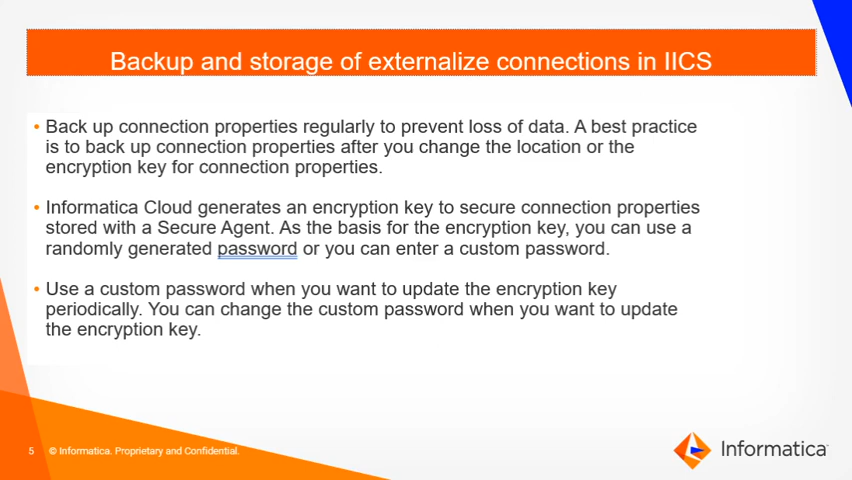 Backup and storage of externalize connections in IICS
• Back up connection properties regularly to prevent loss of data. A best practice
is to back up connection properties after you change the location or the
encryption key for connection properties.
• Informatica Cloud generates an encryption key to secure connection properties
stored with a Secure Agent. As the basis for the encryption key, you can use a
randomly generated password or you can enter a custom password.
• Use a custom password when you want to update the encryption key
periodically. You can change the custom password when you want to update
the encryption key.
5 © Informatica. Proprietary and Confidential.
Informatica